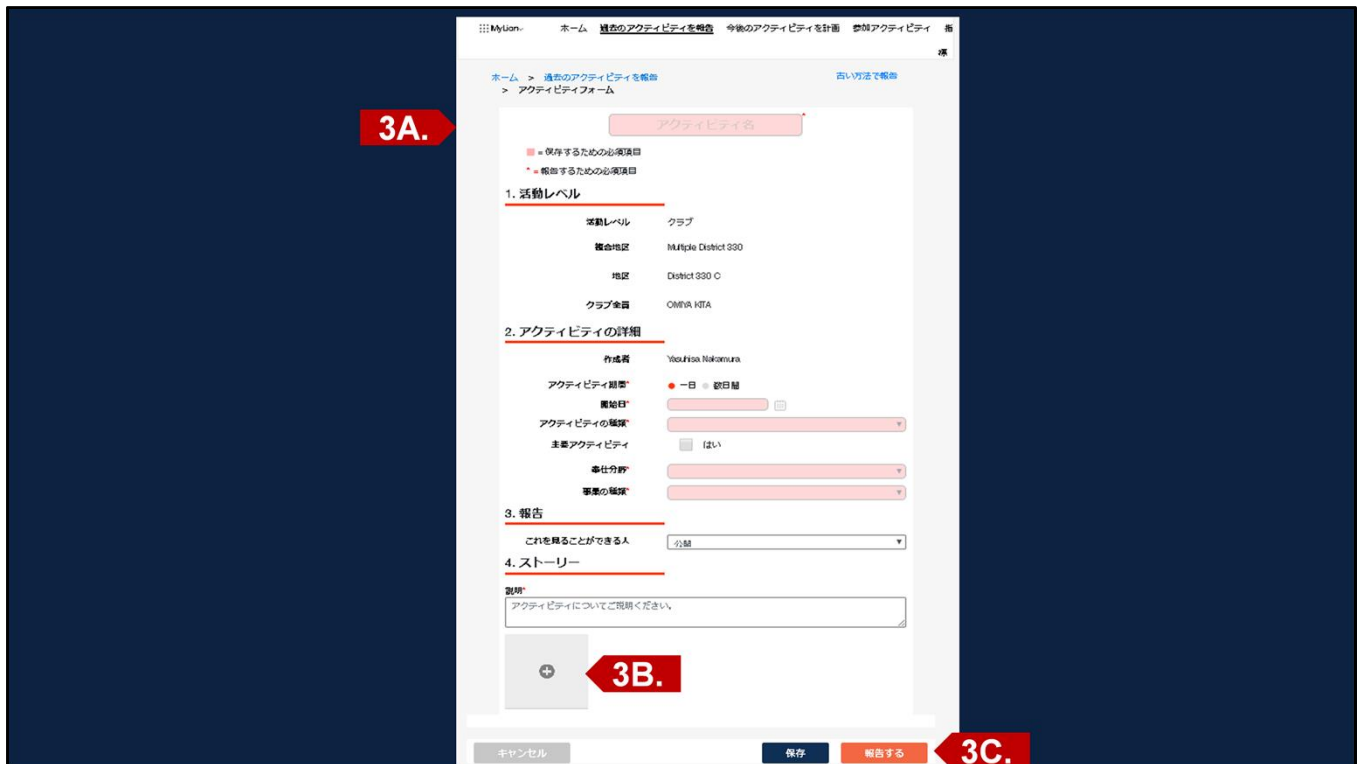 MyLion
ホーム 過去のアクティビティを報告 今後のアクティビティを計画 参加アクティビティ 指
標
ホーム > 過去のアクティビティを報告 古い方法で報告
> アクティビティフォーム
3A.
アクティビティ名 *
= 保存するための必須項目
* = 報告するための必須項目
1. 活動レベル
活動レベル クラブ
複合地区 Multiple District 330
地区 District 330 C
クラブ全員 OMIYA KITA
2. アクティビティの詳細
作成者 Yasuhisa Nakamura
アクティビティ期間* 一日 数日間
開始日*
アクティビティの種類*
主要アクティビティ はい
奉仕分野*
事業の種類*
3. 報告
これを見ることができる人 公開
4. ストーリー
説明*
アクティビティについてご説明ください。
3B.
キャンセル 保存 報告する 3C.